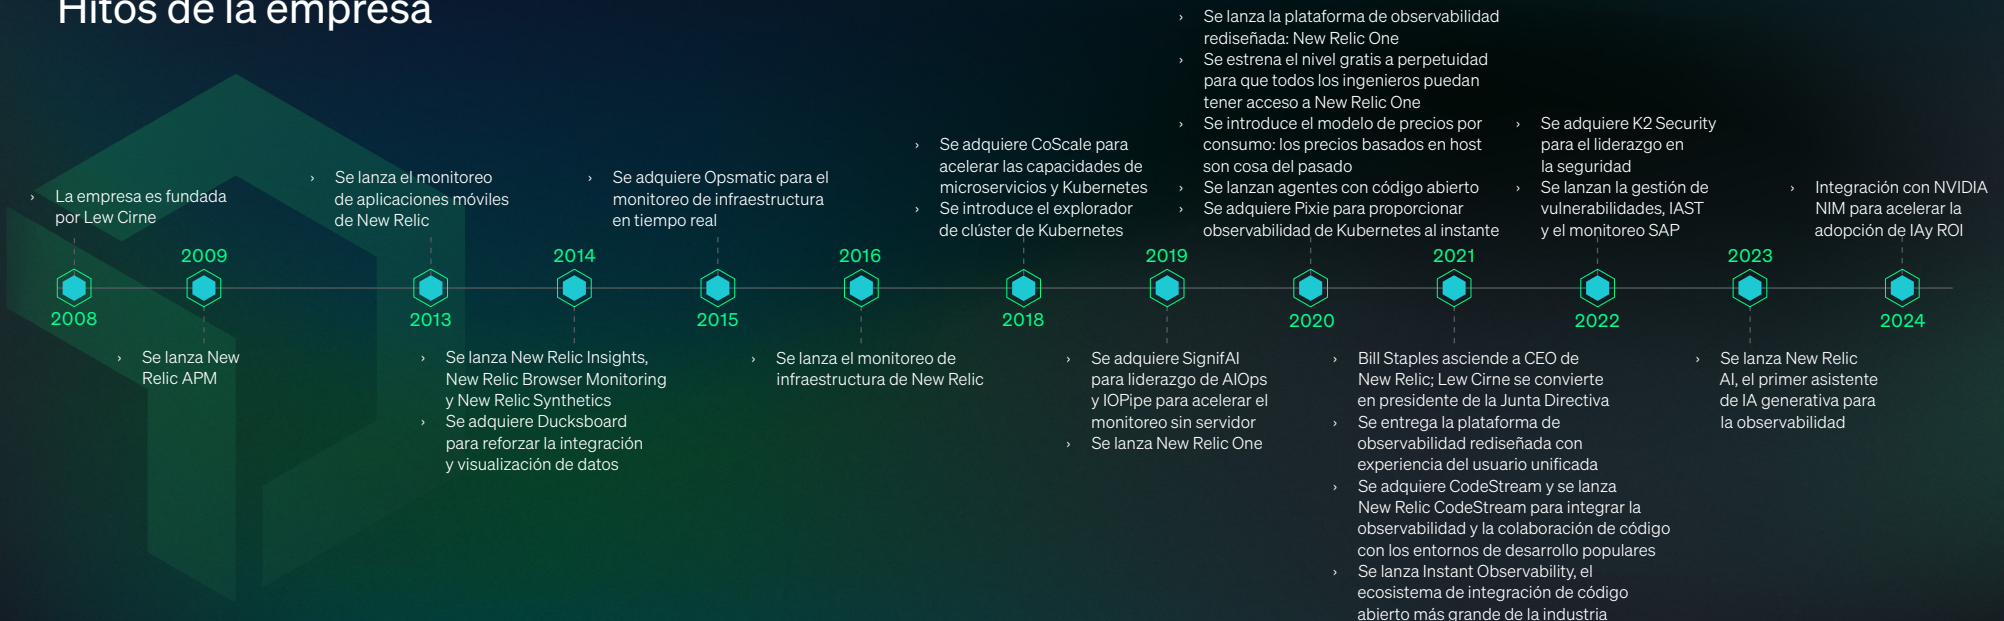 Hitos de la empresa
› La empresa es fundada
por Lew Cirne
2008
2009
› Se lanza New
Relic APM
› Se lanza el monitoreo
de aplicaciones móviles
de New Relic
2013
2014
› Se lanza New Relic Insights,
New Relic Browser Monitoring
y New Relic Synthetics
› Se adquiere Ducksboard
para reforzar la integración
y visualización de datos
› Se adquiere Opsmatic para el
monitoreo de infraestructura
en tiempo real
2015
2016
› Se lanza el monitoreo de
infraestructura de New Relic
› Se adquiere CoScale para
acelerar las capacidades de
microservicios y Kubernetes
› Se introduce el explorador
de clúster de Kubernetes
2018
2019
› Se adquiere SignifAI
para liderazgo de AIOps
y IOPipe para acelerar el
monitoreo sin servidor
› Se lanza New Relic One
› Se lanza la plataforma de observabilidad
rediseñada: New Relic One
› Se estrena el nivel gratis a perpetuidad
para que todos los ingenieros puedan
tener acceso a New Relic One
› Se introduce el modelo de precios por
consumo: los precios basados en host
son cosa del pasado
› Se lanzan agentes con código abierto
› Se adquiere Pixie para proporcionar
observabilidad de Kubernetes al instante
2020
2021
› Bill Staples asciende a CEO de
New Relic; Lew Cirne se convierte
en presidente de la Junta Directiva
› Se entrega la plataforma de
observabilidad rediseñada con
experiencia del usuario unificada
› Se adquiere CodeStream y se lanza
New Relic CodeStream para integrar la
observabilidad y la colaboración de código
con los entornos de desarrollo populares
› Se lanza Instant Observability, el
ecosistema de integración de código
abierto más grande de la industria
› Se adquiere K2 Security
para el liderazgo en
la seguridad
› Se lanzan la gestión de
vulnerabilidades, IAST
y el monitoreo SAP
2022
2023
› Se lanza New Relic
AI, el primer asistente
de IA generativa para
la observabilidad
› Integración con NVIDIA
NIM para acelerar la
adopción de IAy ROI
2024